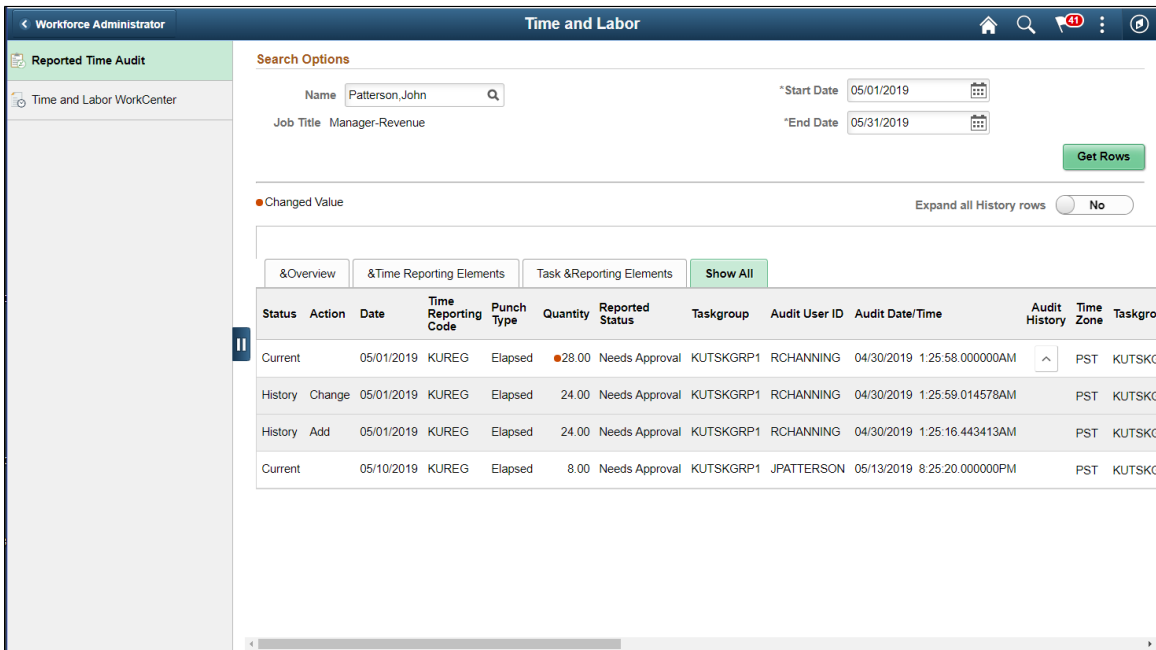 Workforce Administrator
Time and Labor
41
Reported Time Audit
Time and Labor WorkCenter
Search Options
Name Patterson,John
*Start Date 05/01/2019
Job Title Manager-Revenue
*End Date 05/31/2019
Get Rows
Changed Value
Expand all History rows No
&Overview &Time Reporting Elements Task &Reporting Elements Show All
Status Action Date Time Reporting Code Punch Type Quantity Reported Status Taskgroup Audit User ID Audit Date/Time Audit History Time Zone Taskgro
Current 05/01/2019 KUREG Elapsed 28.00 Needs Approval KUTSKGRP1 RCHANNING 04/30/2019 1:25:58.000000AM PST KUTSKG
History Change 05/01/2019 KUREG Elapsed 24.00 Needs Approval KUTSKGRP1 RCHANNING 04/30/2019 1:25:59.014578AM PST KUTSKG
History Add 05/01/2019 KUREG Elapsed 24.00 Needs Approval KUTSKGRP1 RCHANNING 04/30/2019 1:25:16.443413AM PST KUTSKG
Current 05/10/2019 KUREG Elapsed 8.00 Needs Approval KUTSKGRP1 JPATTERSON 05/13/2019 8:25:20.000000PM PST KUTSKG